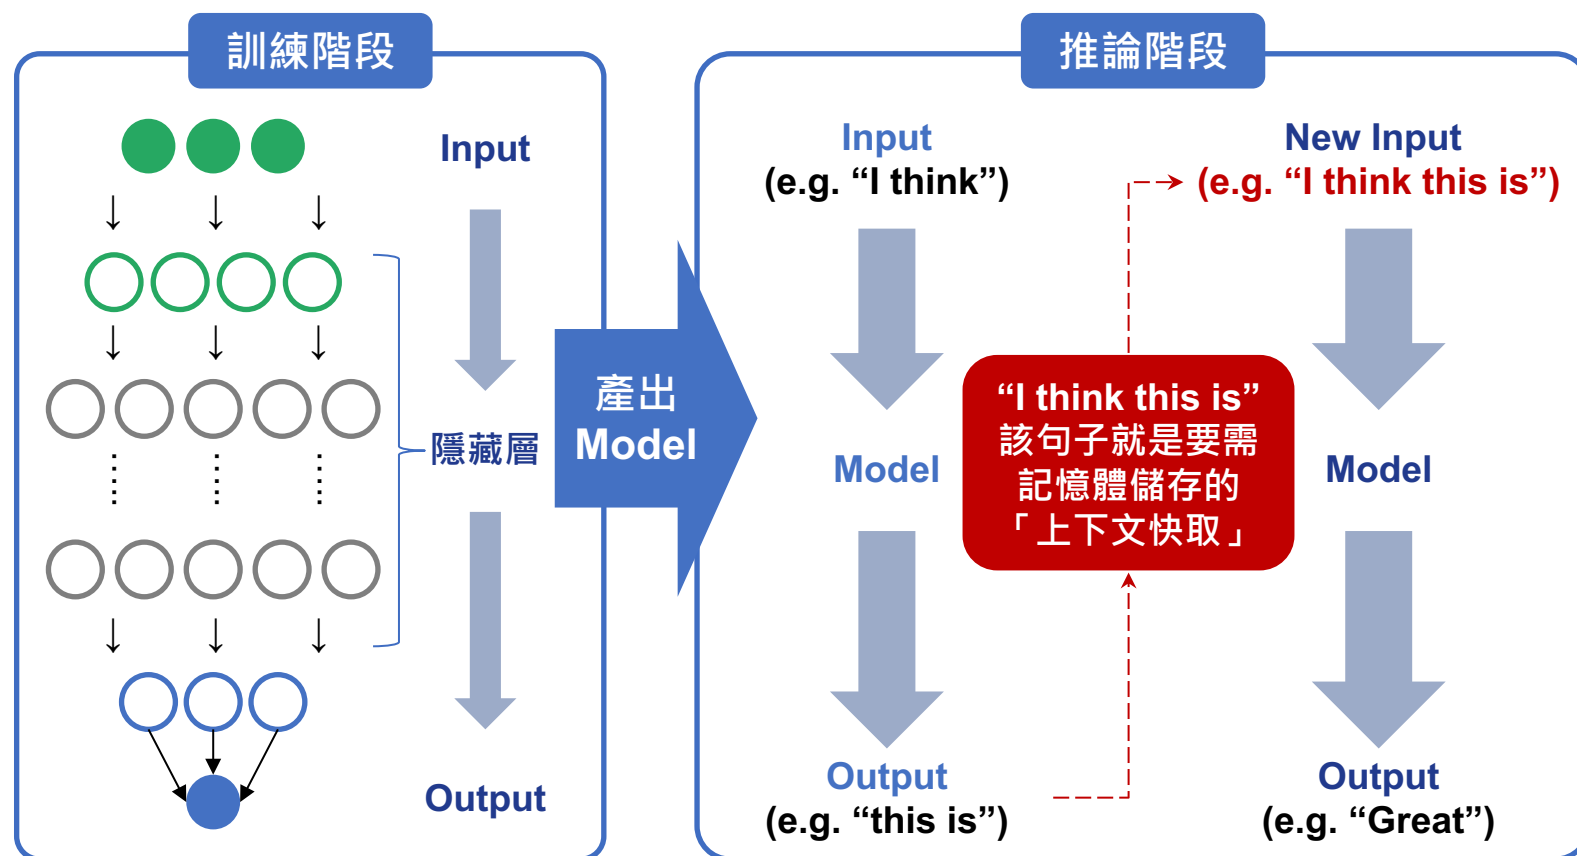 訓練階段
Input
隱藏層
Output
產出
Model
推論階段
Input
(e.g. “I think”)
Model
Output
(e.g. “this is”)
“I think this is”
該句子就是要需
記憶體儲存的
「上下文快取」
New Input
(e.g. “I think this is”)
Model
Output
(e.g. “Great”)